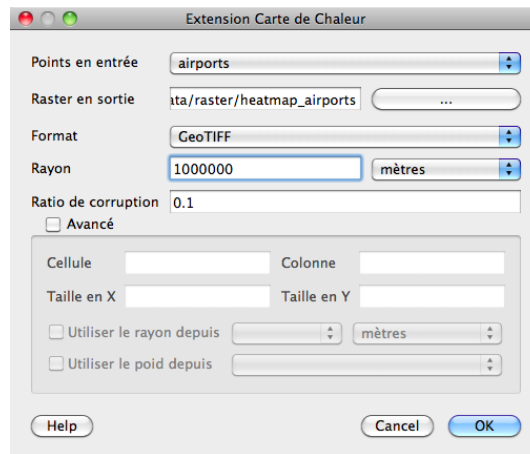 Extension Carte de Chaleur
Points en entrée airports
Raster en sortie ıta/raster/heatmap_airports ...
Format GeoTIFF
Rayon 1000000 mètres
Ratio de corruption 0.1
Avancé
Cellule Colonne
Taille en X Taille en Y
Utiliser le rayon depuis mètres
Utiliser le poid depuis
Help Cancel OK